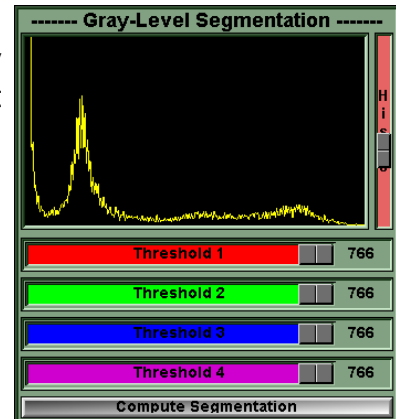 ------- Gray-Level Segmentation -------
Threshold 1 766
Threshold 2 766
Threshold 3 766
Threshold 4 766
Compute Segmentation